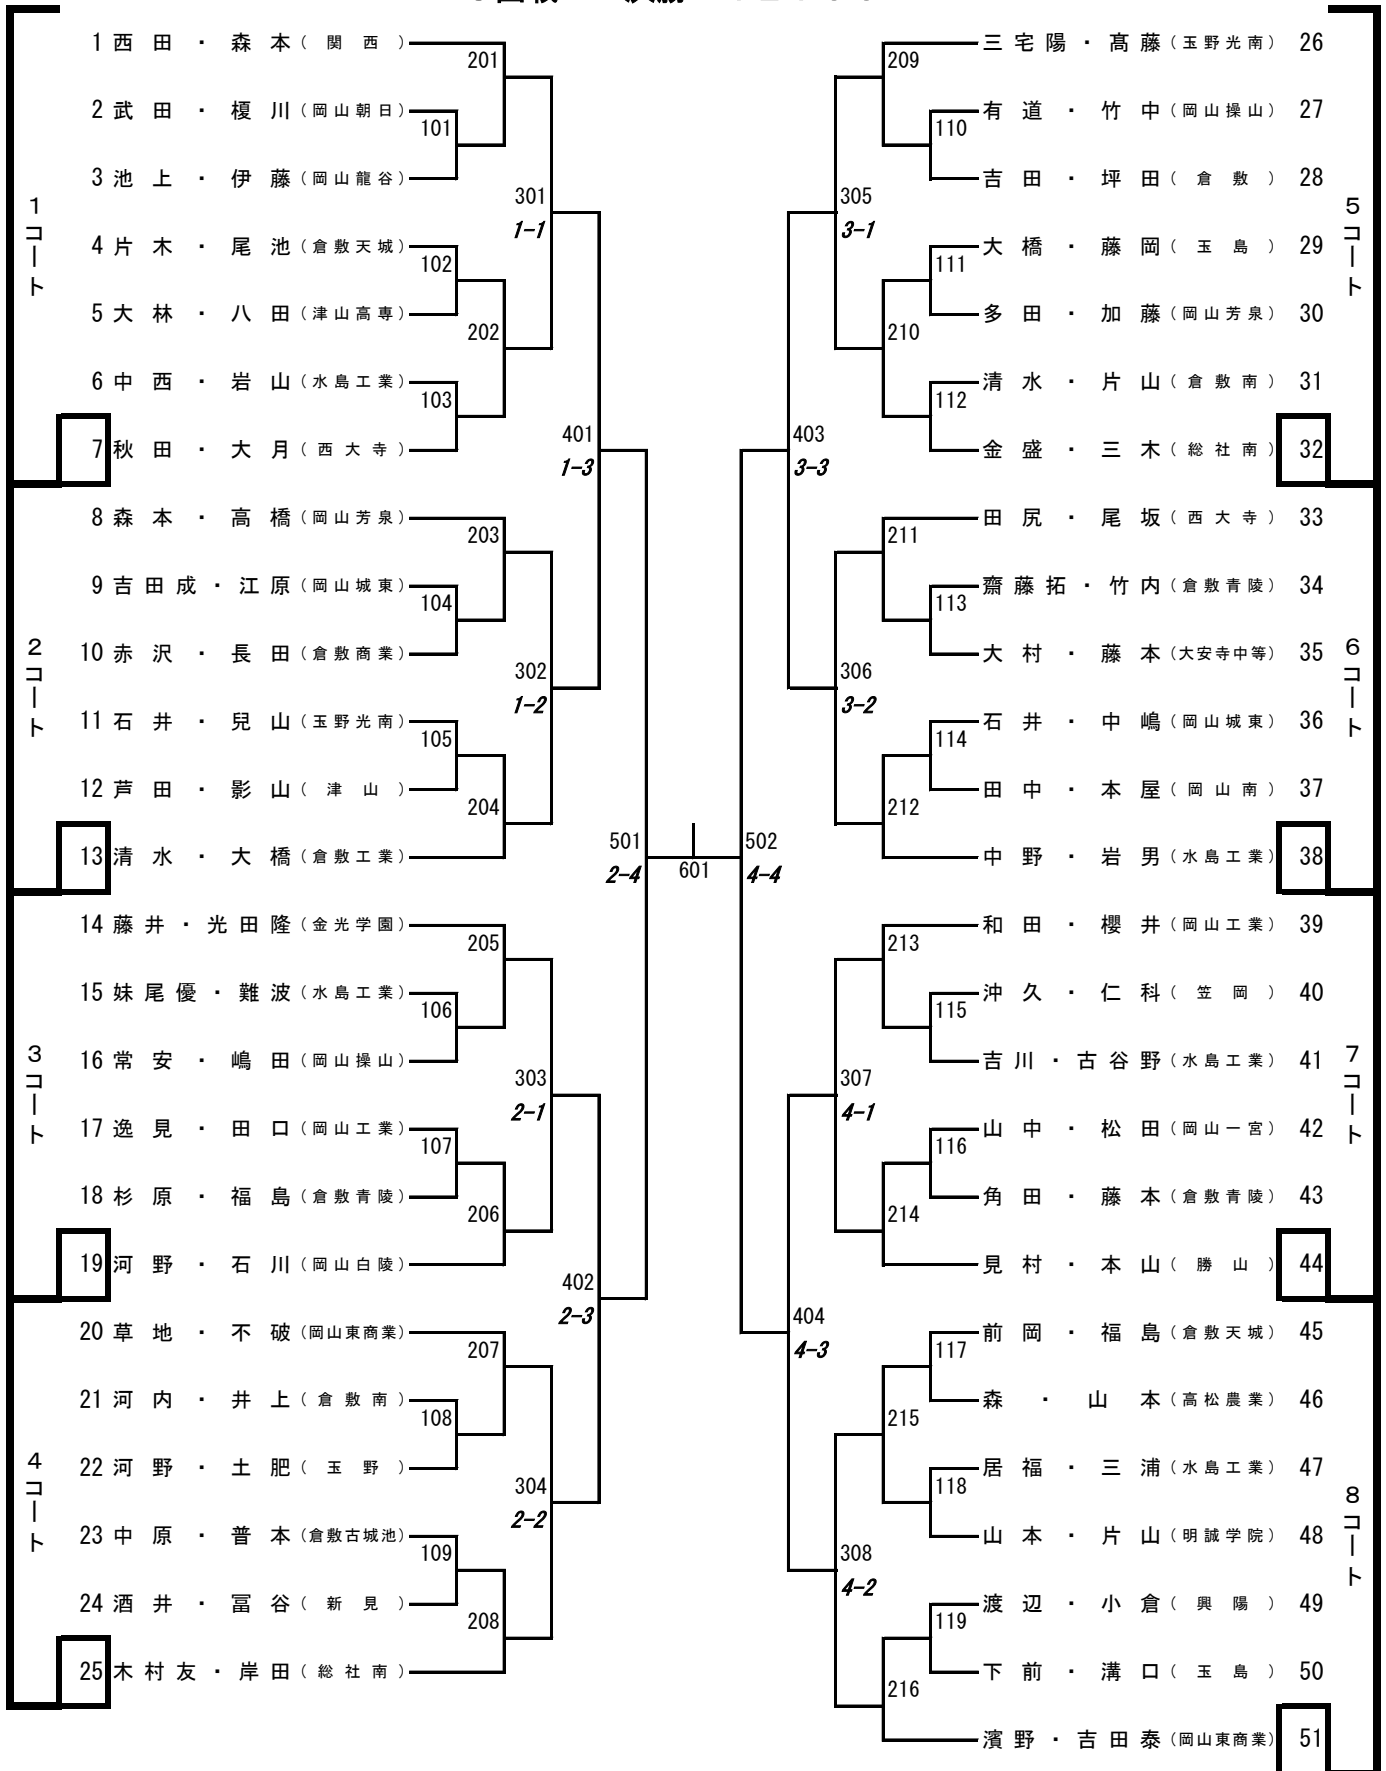 1 西田・森本(関西)
201
2 武田・榎川(岡山朝日)
101
3 池上・伊藤(岡山龍谷)
301
1-1
4 片木・尾池(倉敷天城)
102
5 大林・八田(津山高専)
202
6 中西・岩山(水島工業)
103
7 秋田・大月(西大寺)
1コート
401
1-3
8 森本・高橋(岡山芳泉)
203
9 吉田成・江原(岡山城東)
104
10 赤沢・長田(倉敷商業)
302
1-2
11 石井・兒山(玉野光南)
105
12 芦田・影山(津山)
204
13 清水・大橋(倉敷工業)
2コート
501
2-4
14 藤井・光田隆(金光学園)
205
15 妹尾優・難波(水島工業)
106
16 常安・嶋田(岡山操山)
303
2-1
17 逸見・田口(岡山工業)
107
18 杉原・福島(倉敷青陵)
206
19 河野・石川(岡山白陵)
3コート
402
2-3
20 草地・不破(岡山東商業)
207
21 河内・井上(倉敷南)
108
22 河野・土肥(玉野)
304
2-2
23 中原・普本(倉敷古城池)
109
24 酒井・冨谷(新見)
208
25 木村友・岸田(総社南)
4コート
601
三宅陽・髙藤(玉野光南) 26
209
有道・竹中(岡山操山) 27
110
吉田・坪田(倉敷) 28
305
3-1
大橋・藤岡(玉島) 29
111
多田・加藤(岡山芳泉) 30
210
清水・片山(倉敷南) 31
112
金盛・三木(総社南) 32
5コート
403
3-3
田尻・尾坂(西大寺) 33
211
齋藤拓・竹内(倉敷青陵) 34
113
大村・藤本(大安寺中等) 35
306
3-2
石井・中嶋(岡山城東) 36
114
田中・本屋(岡山南) 37
212
中野・岩男(水島工業) 38
6コート
502
4-4
和田・櫻井(岡山工業) 39
213
沖久・仁科(笠岡) 40
115
吉川・古谷野(水島工業) 41
307
4-1
山中・松田(岡山一宮) 42
116
角田・藤本(倉敷青陵) 43
214
見村・本山(勝山) 44
7コート
404
4-3
前岡・福島(倉敷天城) 45
117
森・山本(高松農業) 46
215
居福・三浦(水島工業) 47
118
山本・片山(明誠学院) 48
308
4-2
渡辺・小倉(興陽) 49
119
下前・溝口(玉島) 50
216
濱野・吉田泰(岡山東商業) 51
8コート